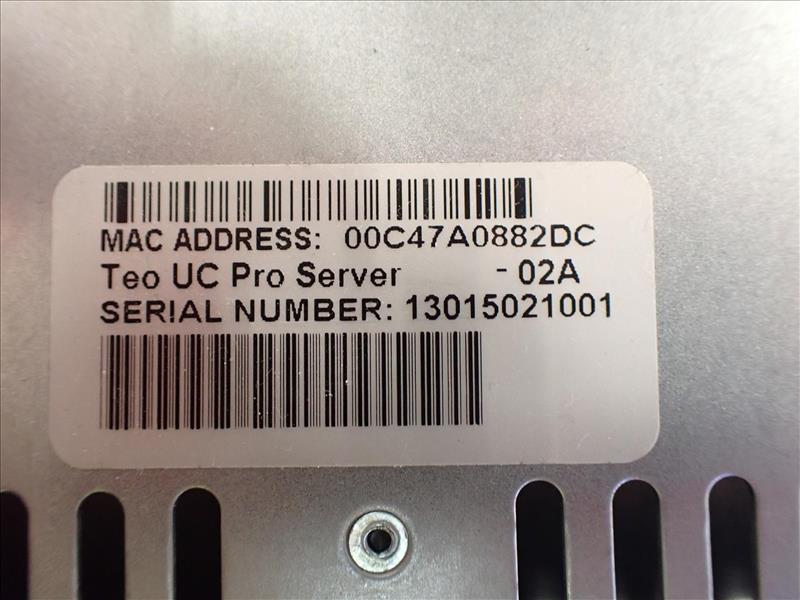 MAC ADDRESS: 00C47A0882DC
Teo UC Pro Server - 02A
SERIAL NUMBER: 13015021001